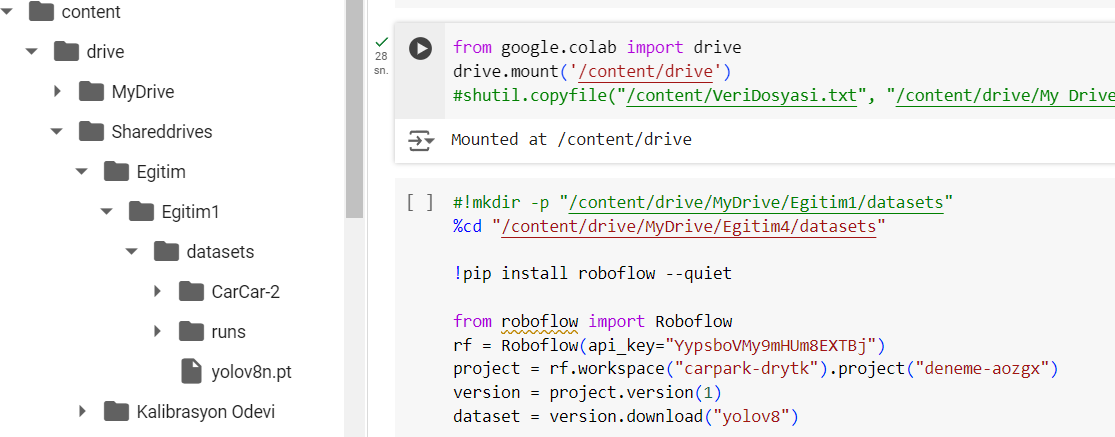 content
drive
MyDrive
Shareddrives
Egitim
Egitim1
datasets
CarCar-2
runs
yolov8n.pt
Kalibrasyon Odevi
28
sn.
from google.colab import drive
drive.mount('/content/drive')
#shutil.copyfile("/content/VeriDosyasi.txt", "/content/drive/My Drive
Mounted at /content/drive
[ ]
#!mkdir -p "/content/drive/MyDrive/Egitim1/datasets"
%cd "/content/drive/MyDrive/Egitim4/datasets"
!pip install roboflow --quiet
from roboflow import Roboflow
rf = Roboflow(api_key="YypsboVMy9mHUm8EXTBj")
project = rf.workspace("carpark-drytk").project("deneme-aozgx")
version = project.version(1)
dataset = version.download("yolov8")